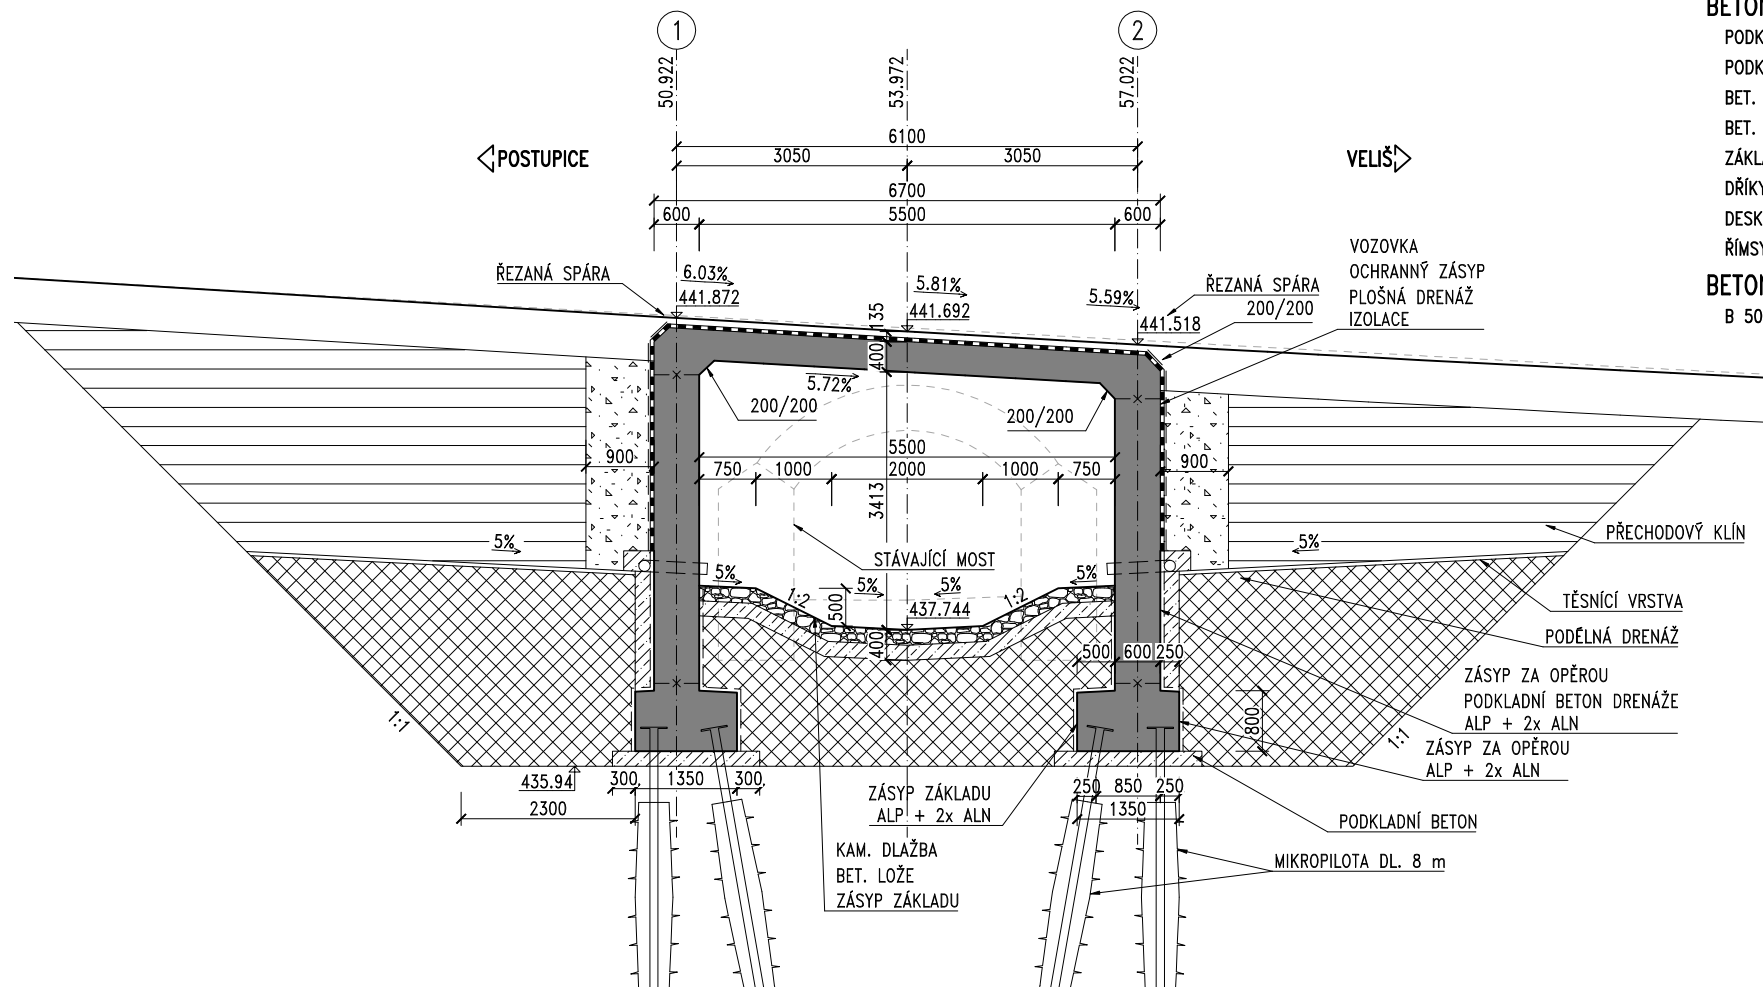 1
2
50.922
53.972
57.022
6100
3050
3050
6700
600
5500
600
POSTUPICE
VELIŠ
ŘEZANÁ SPÁRA
6.03%
441.872
135
5.81%
441.692
5.59%
441.518
ŘEZANÁ SPÁRA
200/200
VOZOVKA
OCHRANNÝ ZÁSYP
PLOŠNÁ DRENÁŽ
IZOLACE
400
5.72%
200/200
200/200
5500
900
750
1000
2000
1000
750
900
3413
STÁVAJÍCÍ MOST
PŘECHODOVÝ KLÍN
5%
5%
5%
5%
5%
5%
1:2
500
1:2
437.744
400
TĚSNÍCÍ VRSTVA
PODÉLNÁ DRENÁŽ
500
600
250
800
ZÁSYP ZA OPĚROU
PODKLADNÍ BETON DRENÁŽE
ALP + 2x ALN
ZÁSYP ZA OPĚROU
ALP + 2x ALN
1:1
1:1
435.94
300
1350
300
2300
250
850
250
1350
ZÁSYP ZÁKLADU
ALP + 2x ALN
KAM. DLAŽBA
BET. LOŽE
ZÁSYP ZÁKLADU
PODKLADNÍ BETON
MIKROPILOTA DL. 8 m
BETON
PODK
PODK
BET.
BET.
ZÁKLA
DŘÍKY
DESK
ŘÍMSY
BETON
B 50